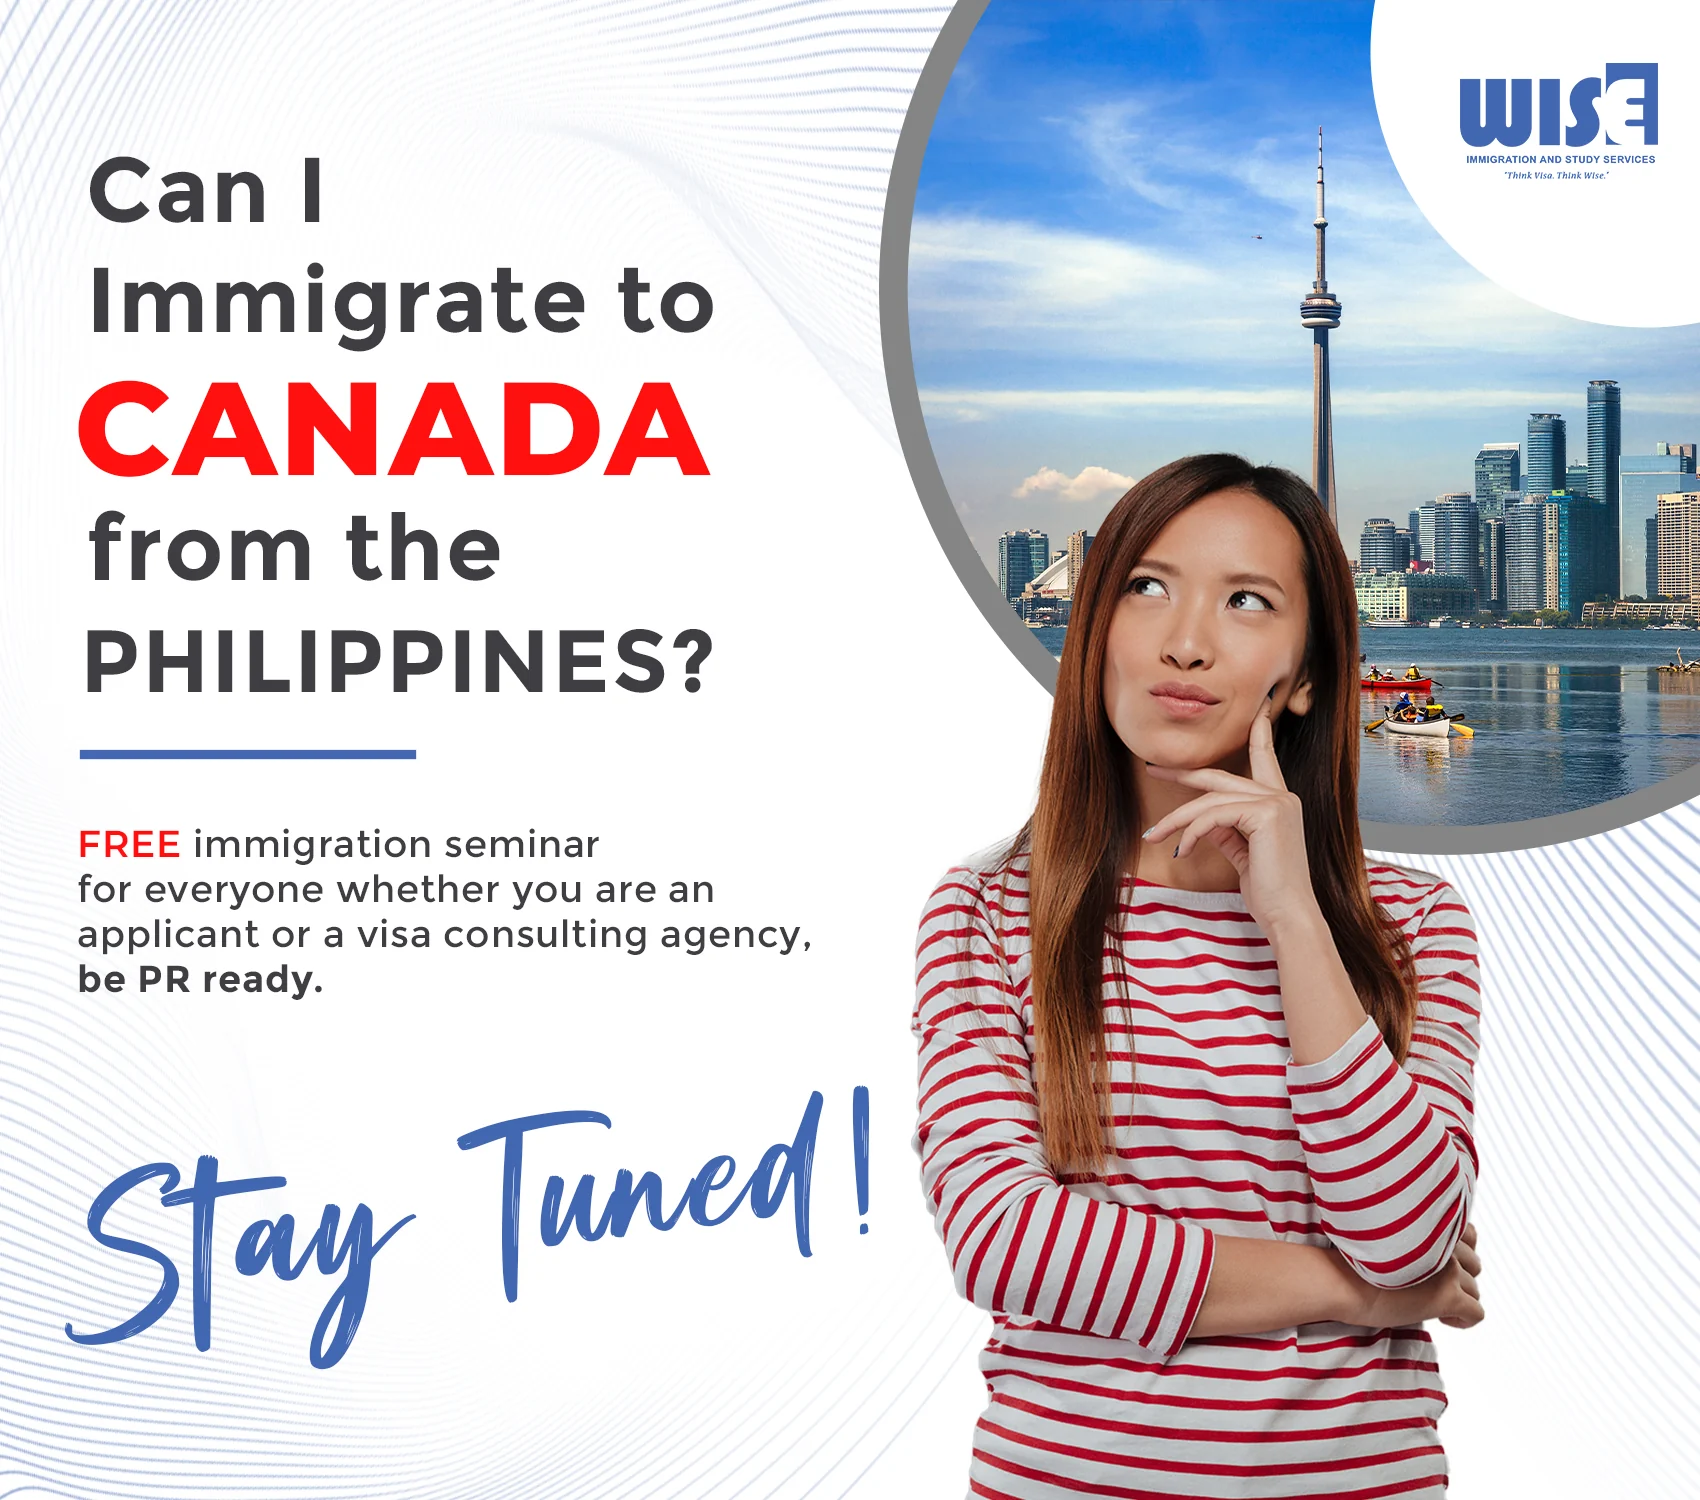 WISE
IMMIGRATION AND STUDY SERVICES
"Think Visa. Think Wise."
Can I
Immigrate to
CANADA
from the
PHILIPPINES?
FREE immigration seminar
for everyone whether you are an
applicant or a visa consulting agency,
be PR ready.
Stay Tuned!